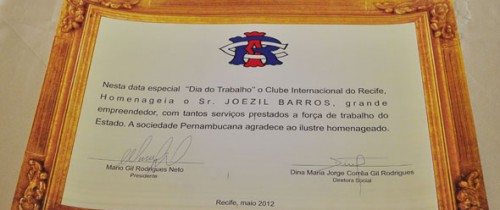 Nesta data especial "Dia do Trabalho" o Clube Internacional do Recife,
Homenageia o Sr. JOEZIL BARROS, grande
empreendedor, com tantos serviços prestados a força de trabalho do
Estado. A sociedade Pernambucana agradece ao ilustre homenageado.
Mário Gil Rodrigues Neto
Presidente
Dina Maria Jorge Corrêa Gil Rodrigues
Diretora Social
Recife, maio 2012